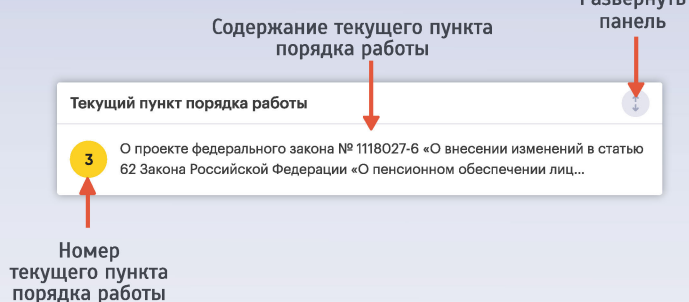 Развернуть
панель
Содержание текущего пункта
порядка работы
Текущий пункт порядка работы
3
О проекте федерального закона № 1118027-6 «О внесении изменений в статью
62 Закона Российской Федерации «О пенсионном обеспечении лиц...
Номер
текущего пункта
порядка работы